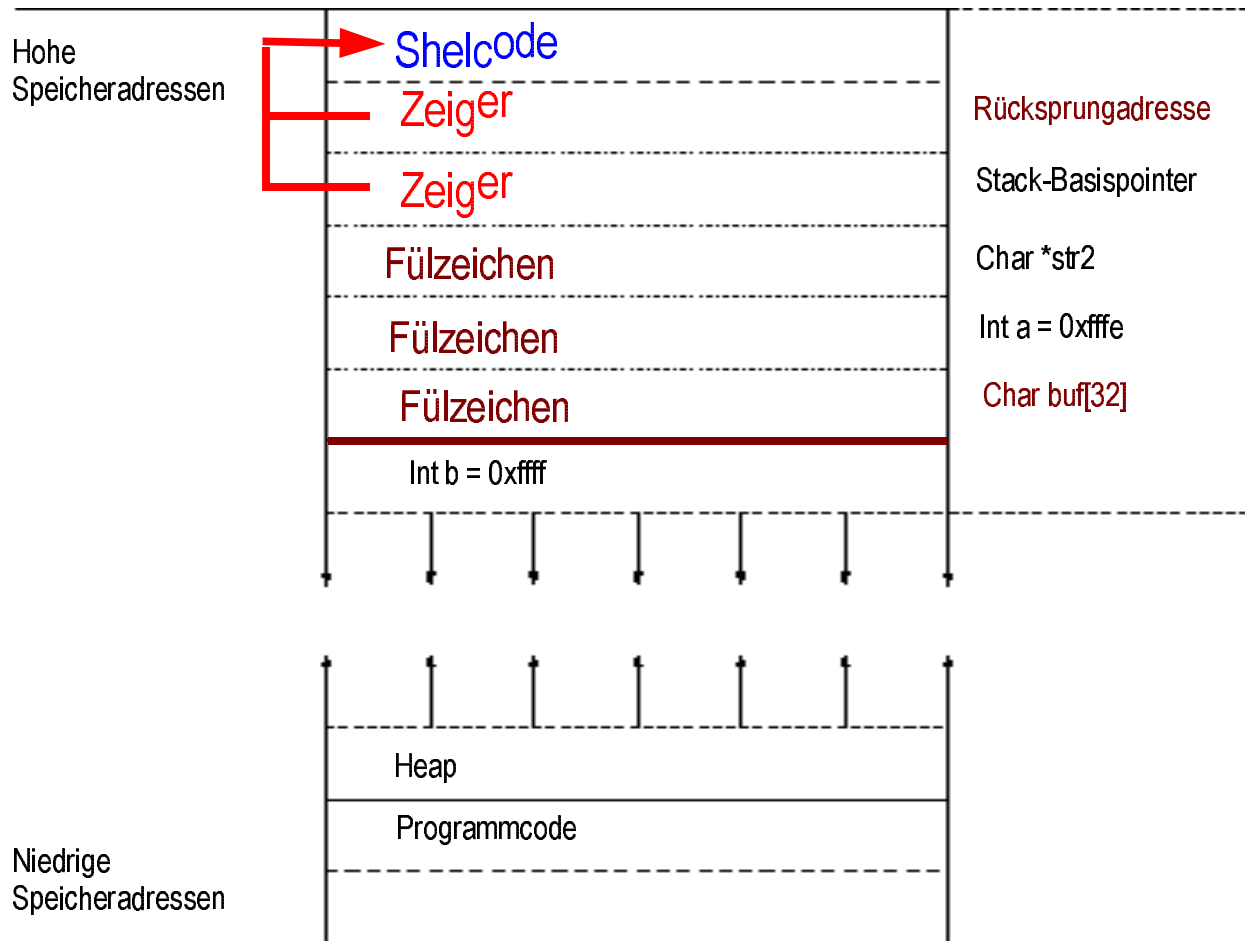 Hohe
Speicheradressen
Shelcode
Zeiger
Rücksprungadresse
Zeiger
Stack-Basispointer
Fülzeichen
Char *str2
Fülzeichen
Int a = 0xfffe
Fülzeichen
Char buf[32]
Int b = 0xffff
Heap
Programmcode
Niedrige
Speicheradressen